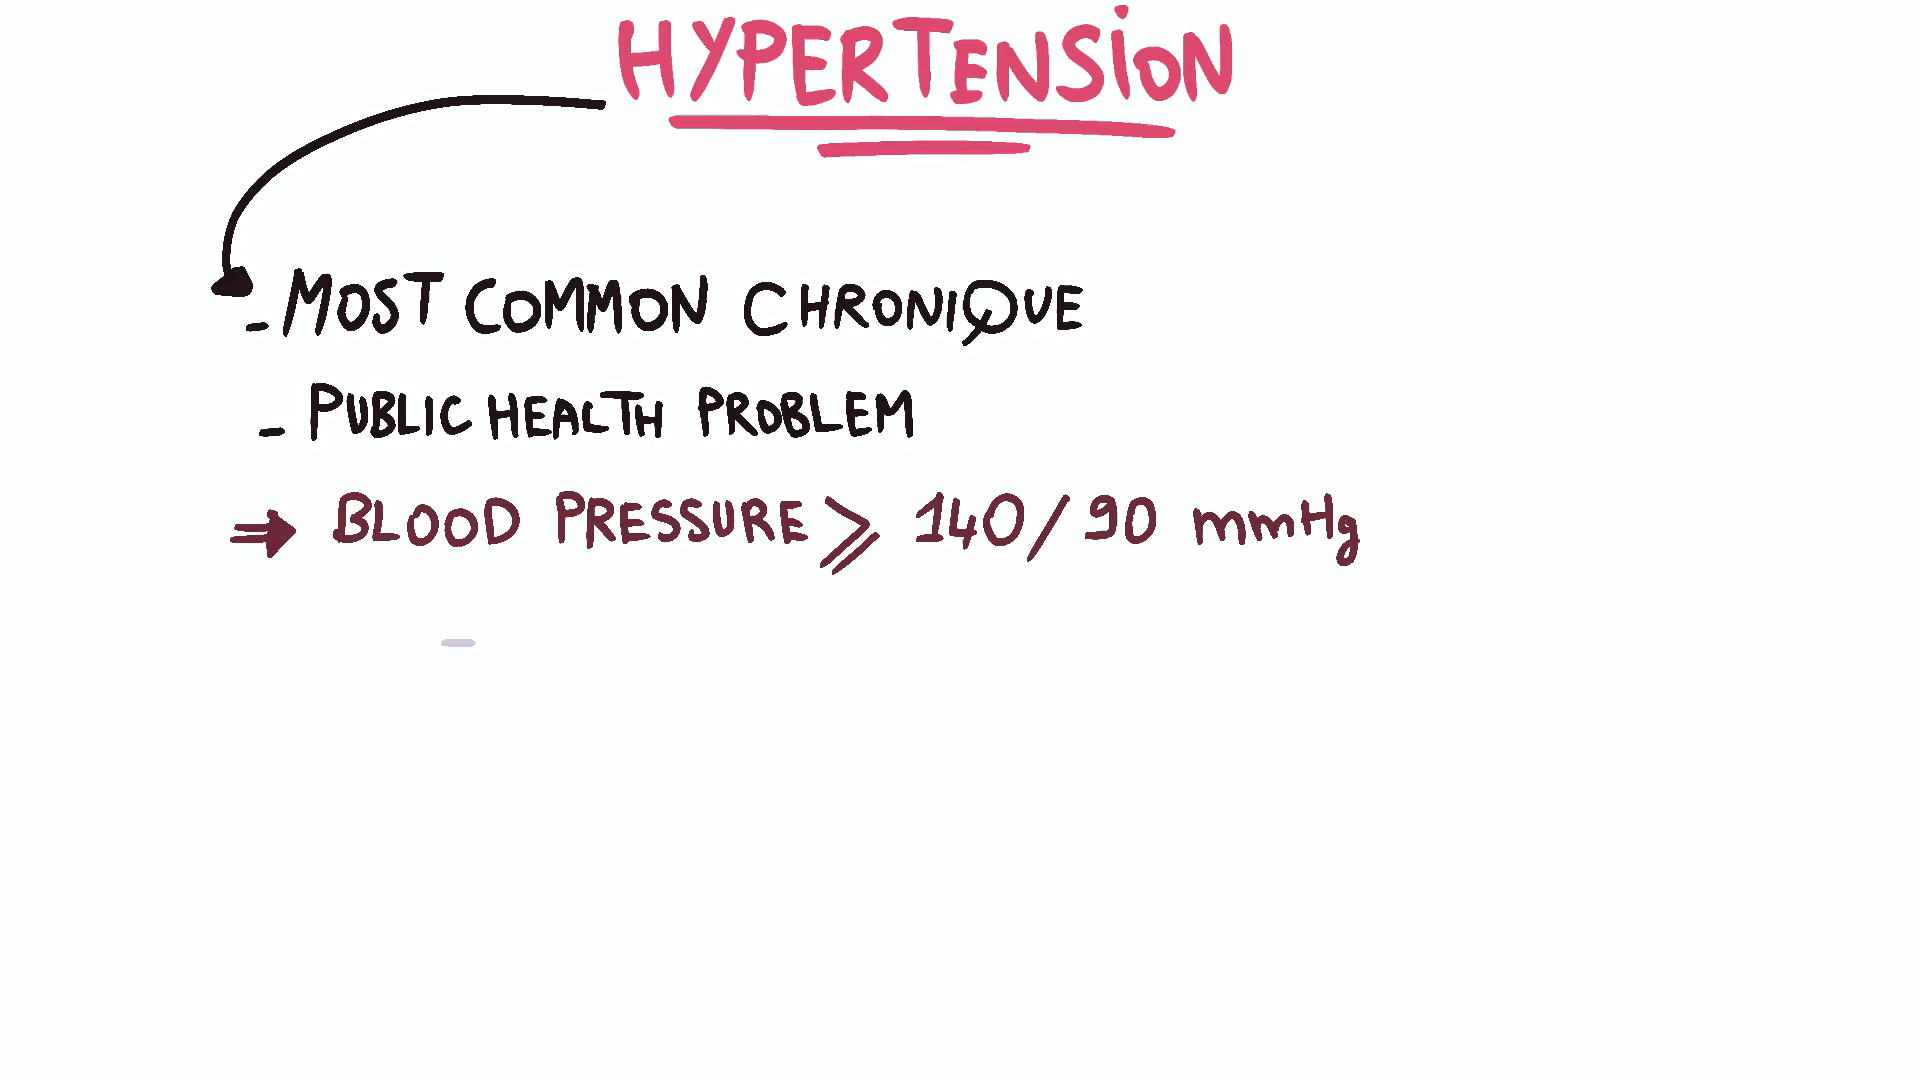 HYPERTENSION
- MOST COMMON CHRONIQUE
- PUBLIC HEALTH PROBLEM
⇒ BLOOD PRESSURE ⩾ 140/90 mmHg